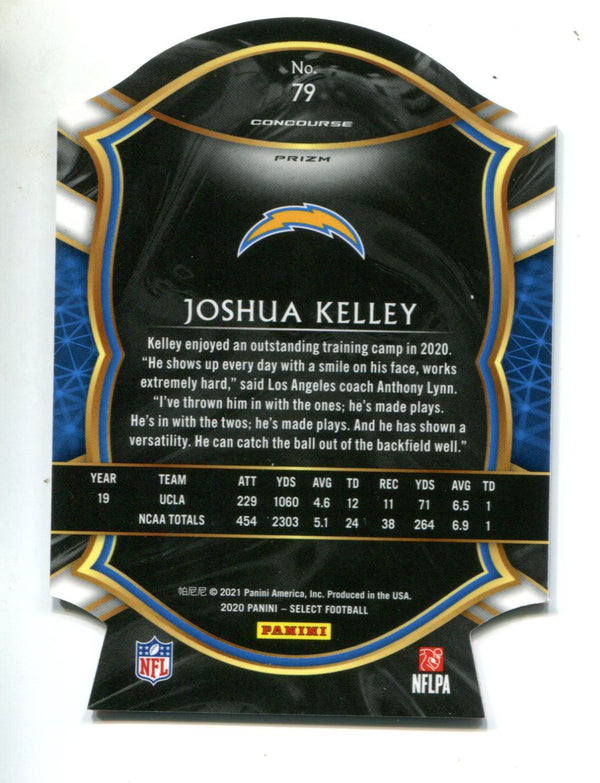 No.
79
CONCOURSE
PRIZM
JOSHUA KELLEY
Kelley enjoyed an outstanding training camp in 2020.
“He shows up every day with a smile on his face, works
extremely hard,” said Los Angeles coach Anthony Lynn.
“I’ve thrown him in with the ones; he’s made plays.
He’s in with the twos; he’s made plays. And he has shown a
versatility. He can catch the ball out of the backfield well.”
YEAR TEAM ATT YDS AVG TD REC YDS AVG TD
19 UCLA 229 1060 4.6 12 11 71 6.5 1
NCAA TOTALS 454 2303 5.1 24 38 264 6.9 1
帕尼尼 © 2021 Panini America, Inc. Produced in the USA.
2020 PANINI – SELECT FOOTBALL
PANINI
NFL
NFLPA